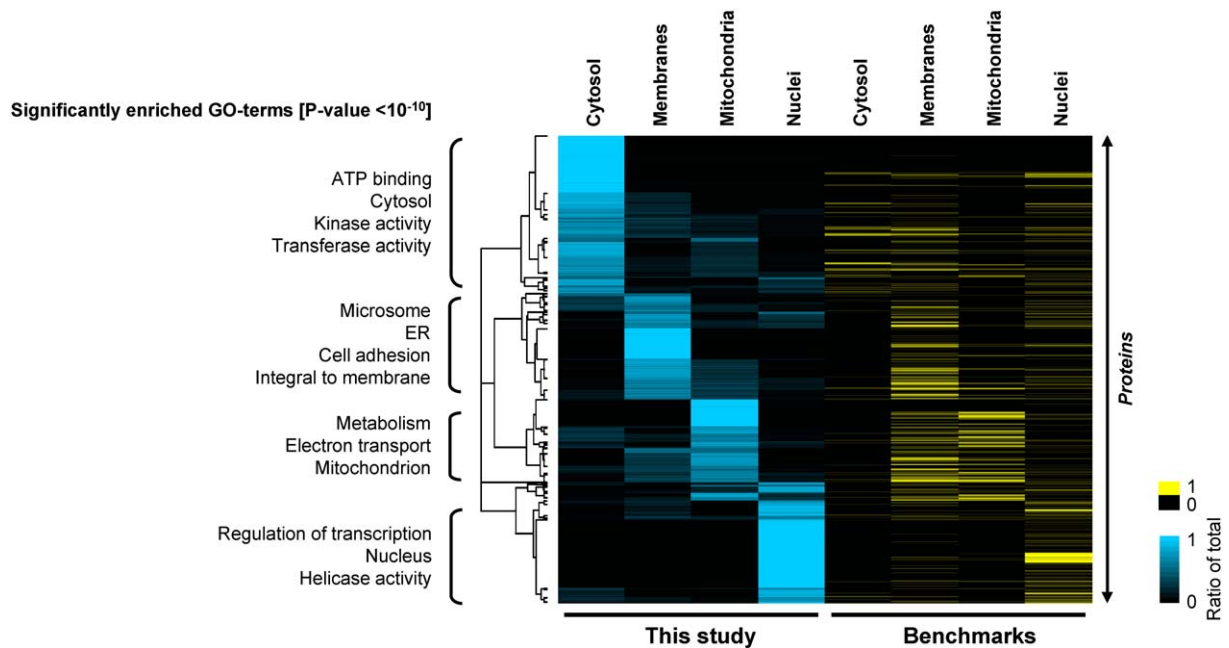 Cytosol
Membranes
Mitochondria
Nuclei
Cytosol
Membranes
Mitochondria
Nuclei
Significantly enriched GO-terms [P-value <10⁻¹⁰]
ATP binding
Cytosol
Kinase activity
Transferase activity
Microsome
ER
Cell adhesion
Integral to membrane
Metabolism
Electron transport
Mitochondrion
Regulation of transcription
Nucleus
Helicase activity
Proteins
1
0
1
0
Ratio of total
This study
Benchmarks